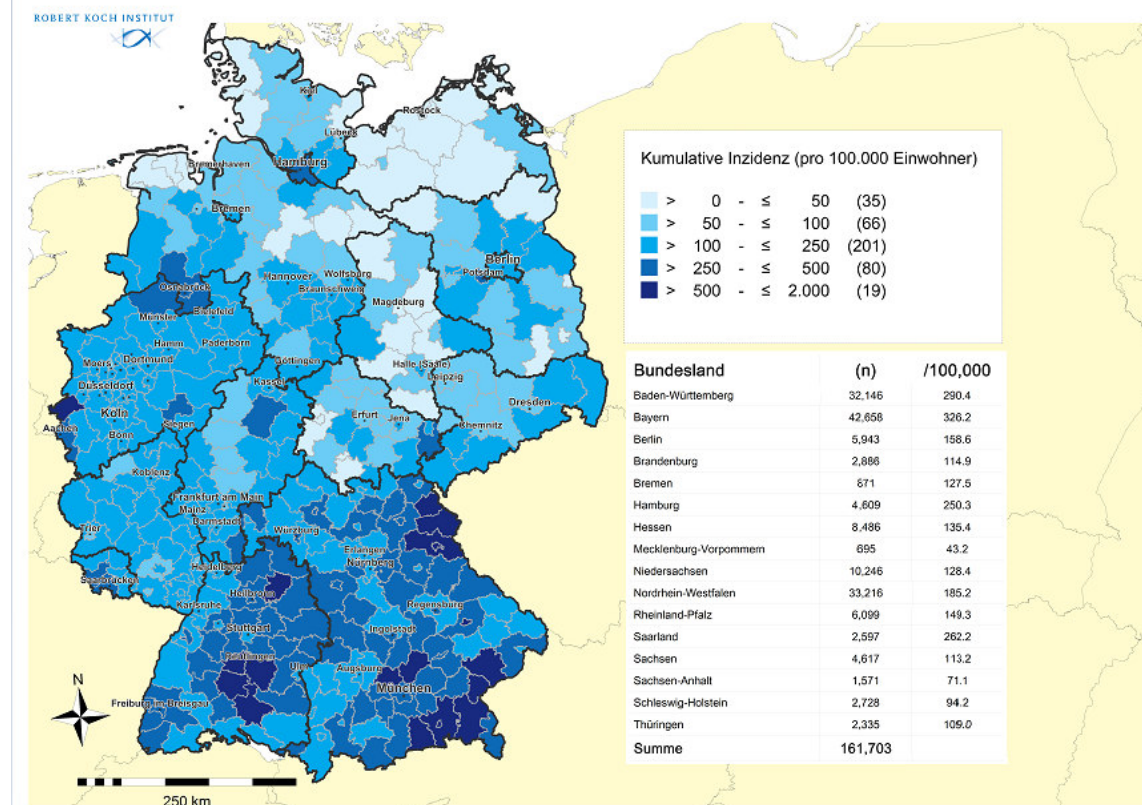 ROBERT KOCH INSTITUT
Kiel
Rostock
Lübeck
Bremerhaven
Hamburg
Bremen
Berlin
Potsdam
Hannover
Wolfsburg
Braunschweig
Osnabrück
Magdeburg
Münster
Bielefeld
Hamm
Paderborn
Moers
Dortmund
Göttingen
Halle (Saale)
Düsseldorf
Kassel
Leipzig
Köln
Dresden
Aachen
Siegen
Erfurt
Jena
Bonn
Chemnitz
Koblenz
Frankfurt am Main
Mainz
Trier
Darmstadt
Würzburg
Erlangen
Saarbrücken
Heidelberg
Nürnberg
Heilbronn
Karlsruhe
Regensburg
Stuttgart
Ingolstadt
Reutlingen
Ulm
Augsburg
München
Freiburg im Breisgau
N
250 km
Kumulative Inzidenz (pro 100.000 Einwohner)
> 0 - ≤ 50 (35)
> 50 - ≤ 100 (66)
> 100 - ≤ 250 (201)
> 250 - ≤ 500 (80)
> 500 - ≤ 2.000 (19)
Bundesland (n) /100,000
Baden-Württemberg 32,146 290.4
Bayern 42,658 326.2
Berlin 5,943 158.6
Brandenburg 2,886 114.9
Bremen 871 127.5
Hamburg 4,609 250.3
Hessen 8,486 135.4
Mecklenburg-Vorpommern 695 43.2
Niedersachsen 10,246 128.4
Nordrhein-Westfalen 33,216 185.2
Rheinland-Pfalz 6,099 149.3
Saarland 2,597 262.2
Sachsen 4,617 113.2
Sachsen-Anhalt 1,571 71.1
Schleswig-Holstein 2,728 94.2
Thüringen 2,335 109.0
Summe 161,703